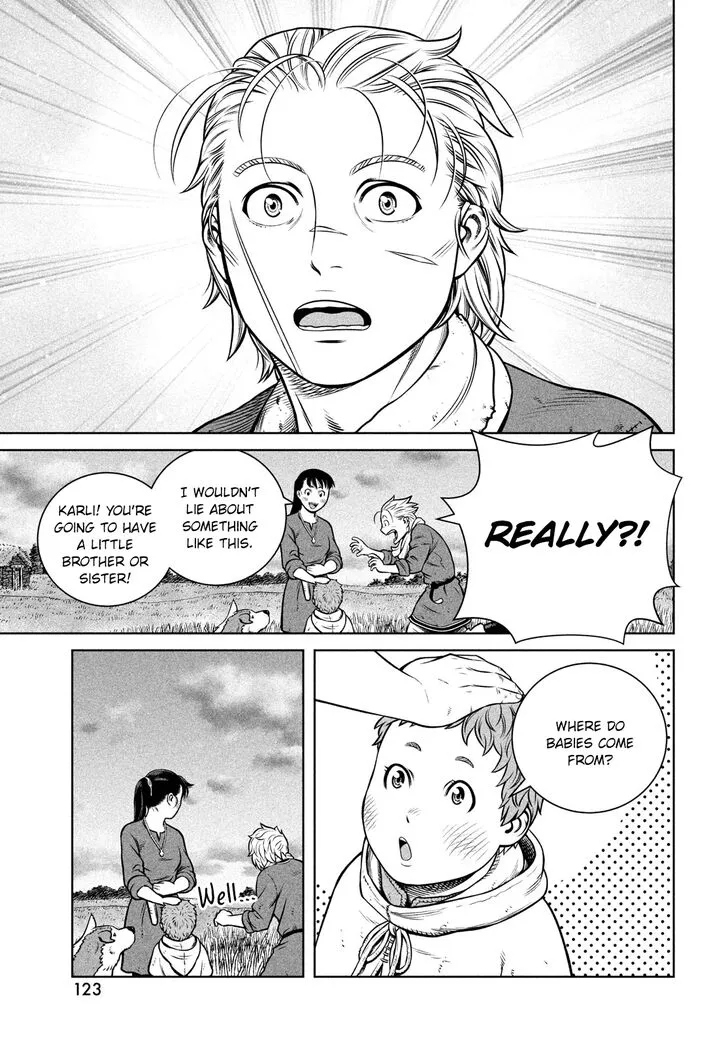 REALLY?!
I WOULDN'T
LIE ABOUT
SOMETHING
LIKE THIS.
KARLI! YOU'RE
GOING TO HAVE
A LITTLE
BROTHER OR
SISTER!
WHERE DO
BABIES COME
FROM?
Well...
123